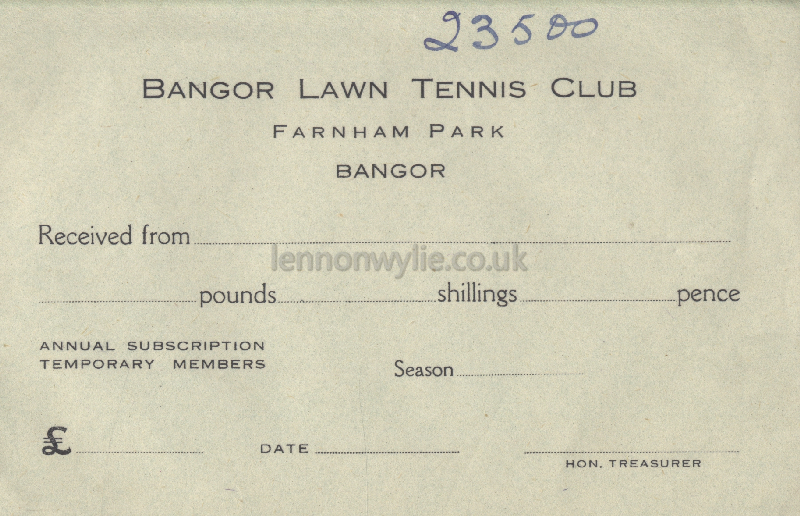 23500
BANGOR LAWN TENNIS CLUB
FARNHAM PARK
BANGOR
Received from
lennonwylie.co.uk
pounds shillings pence
ANNUAL SUBSCRIPTION
TEMPORARY MEMBERS
Season
£ DATE
HON. TREASURER